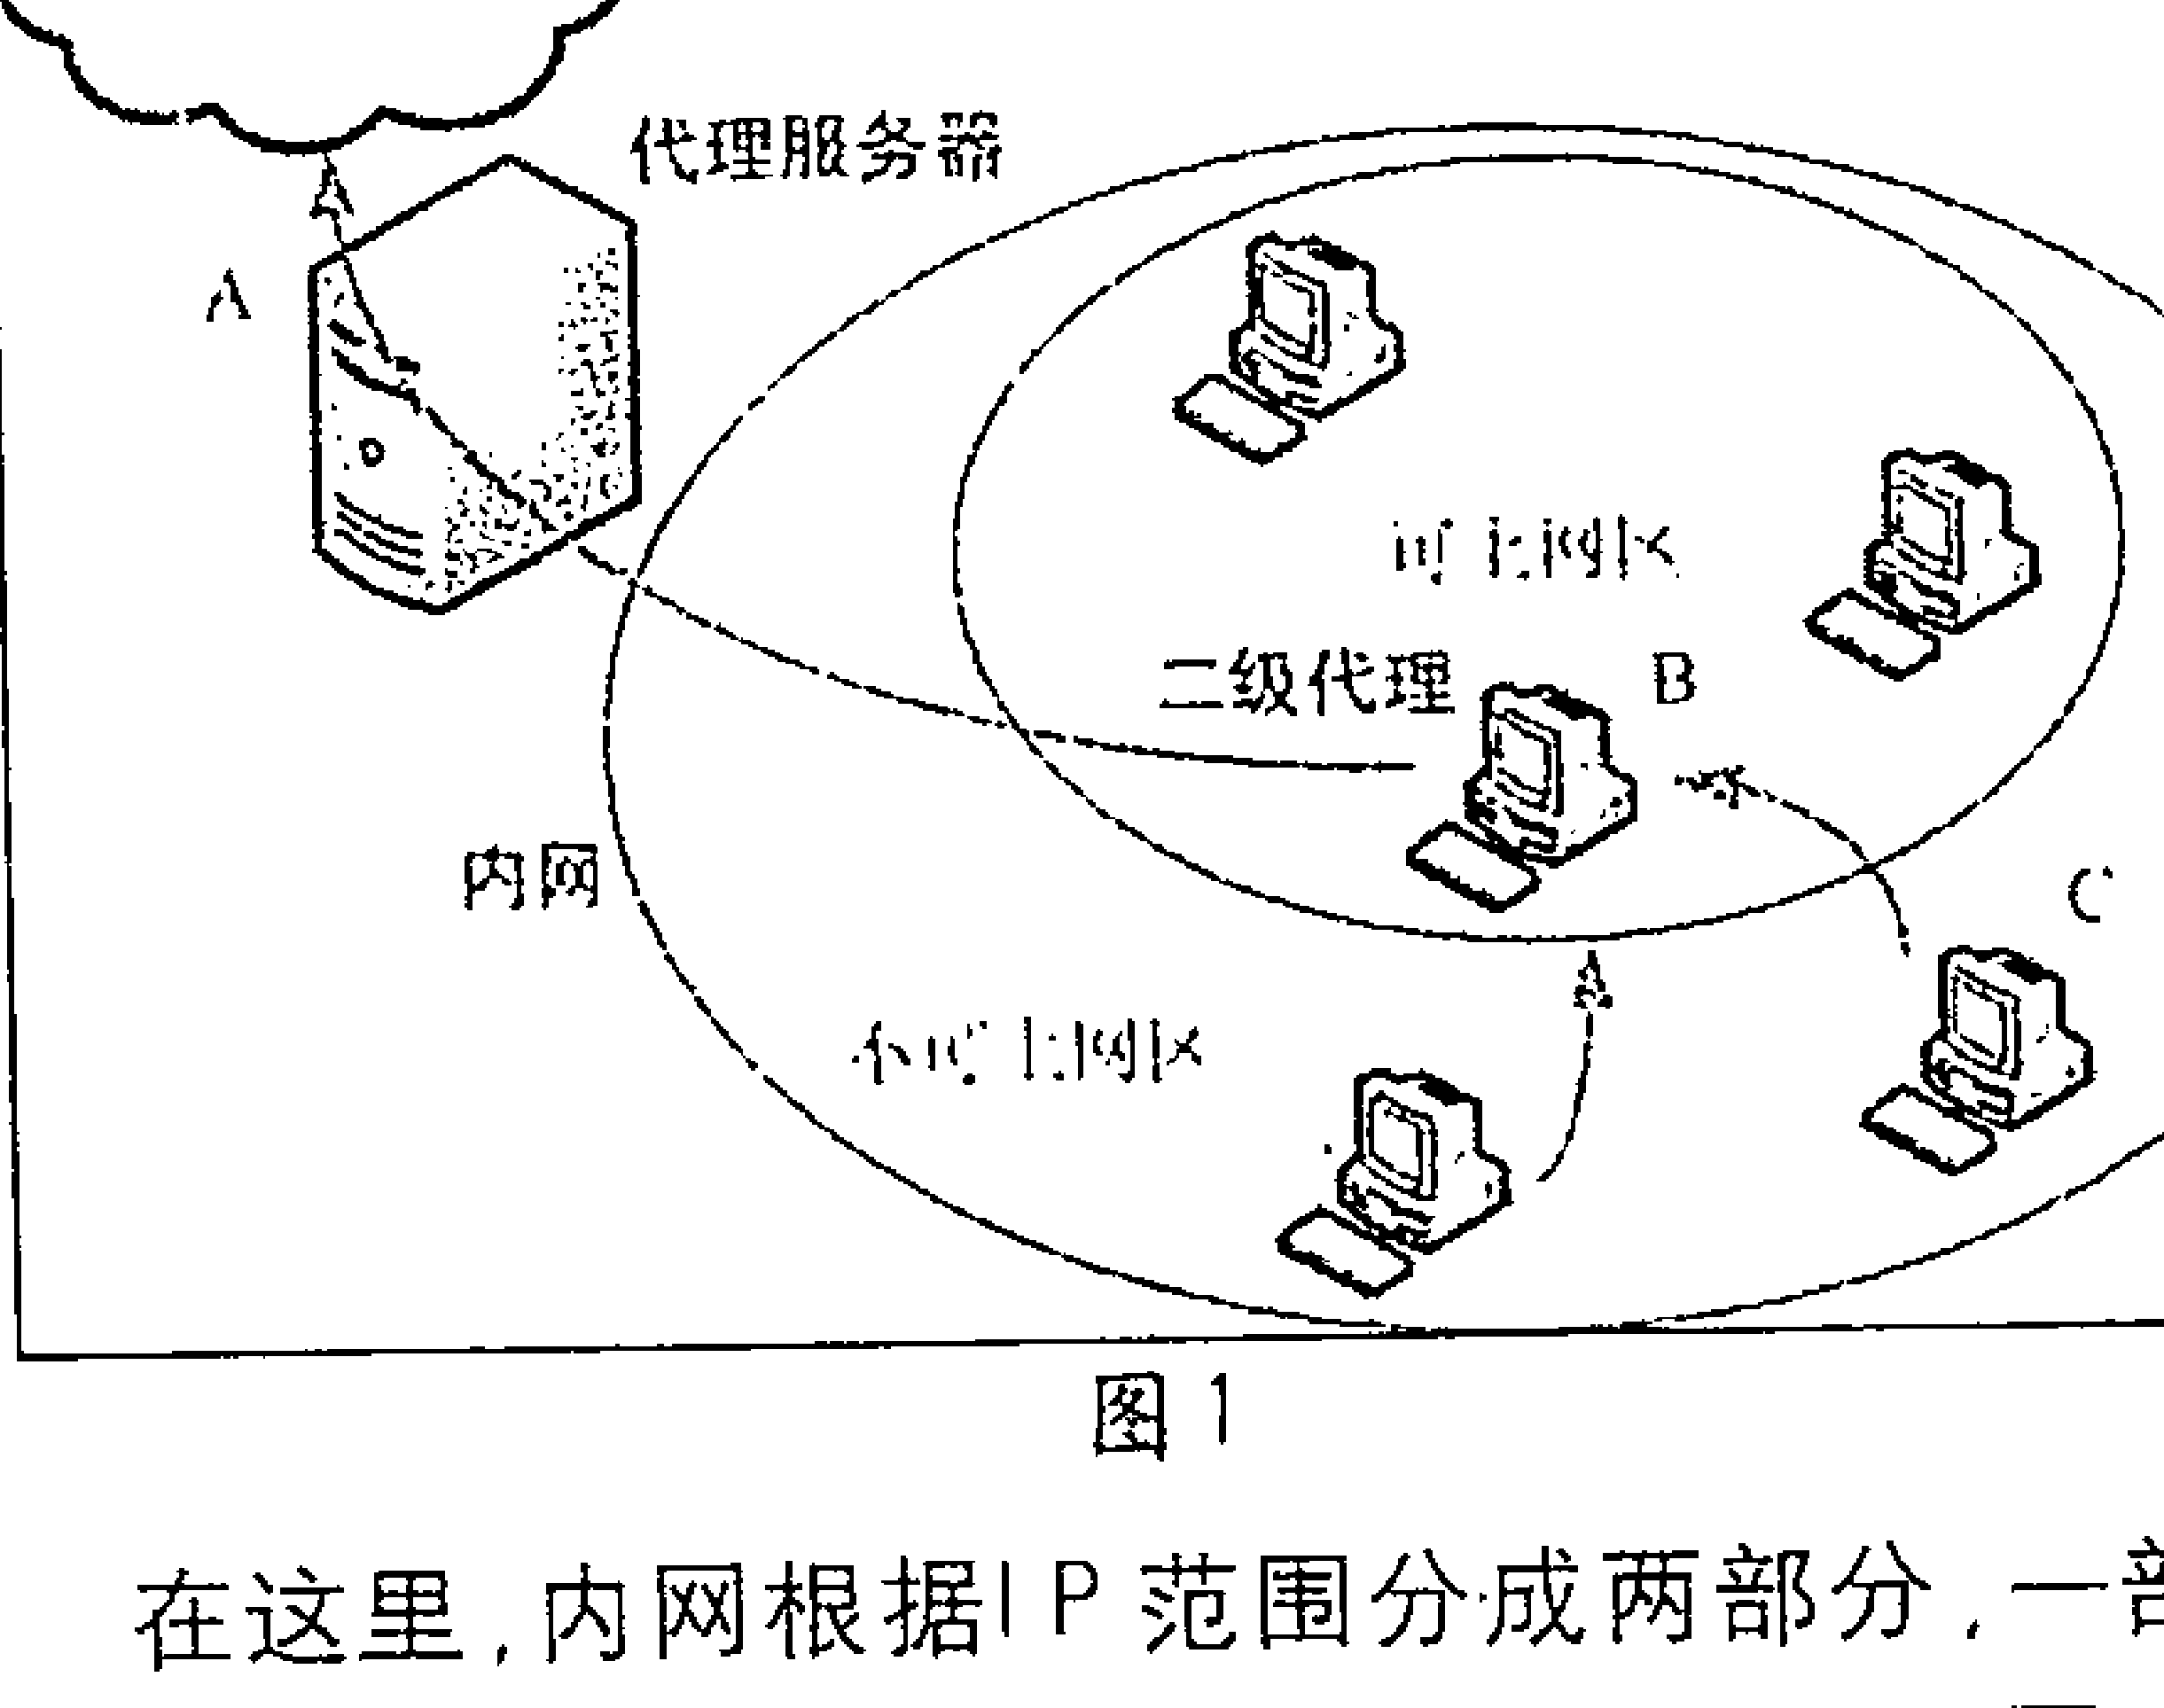 代理服务器
A
可上网区
二级代理 B
内网
C
不可上网区
图1
在这里,内网根据IP范围分成两部分,一部